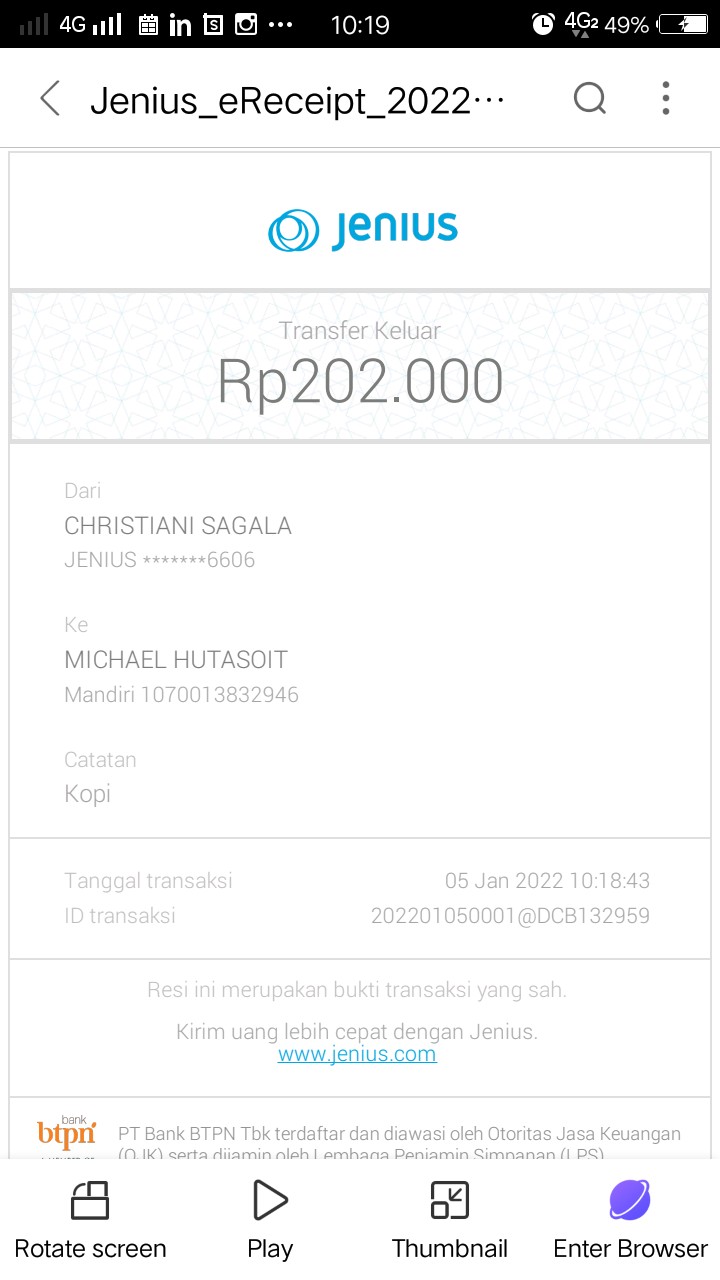 4G 10:19 4G2 49%
Jenius_eReceipt_2022...
jenius
Transfer Keluar
Rp202.000
Dari
CHRISTIANI SAGALA
JENIUS *******6606
Ke
MICHAEL HUTASOIT
Mandiri 1070013832946
Catatan
Kopi
Tanggal transaksi 05 Jan 2022 10:18:43
ID transaksi 202201050001@DCB132959
Resi ini merupakan bukti transaksi yang sah.
Kirim uang lebih cepat dengan Jenius.
www.jenius.com
bank
btpn
PT Bank BTPN Tbk terdaftar dan diawasi oleh Otoritas Jasa Keuangan
(OJK) serta dijamin oleh Lembaga Penjamin Simpanan (LPS)
Rotate screen Play Thumbnail Enter Browser